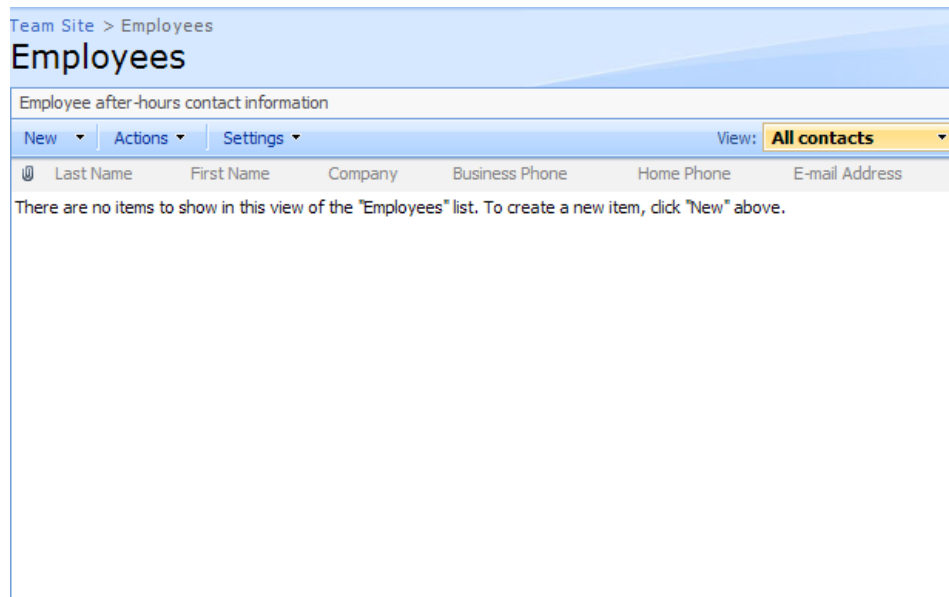 Team Site > Employees
Employees
Employee after-hours contact information
New Actions Settings View: All contacts
Last Name First Name Company Business Phone Home Phone E-mail Address
There are no items to show in this view of the "Employees" list. To create a new item, click "New" above.